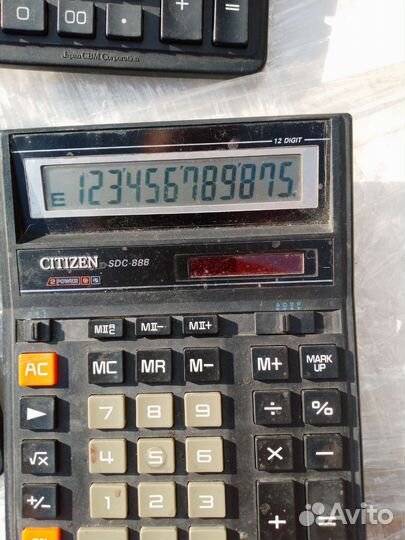 0 00 + =
Japan CBM Corporation
12 DIGIT
E 123456789875.
CITIZEN SDC-888
2 POWER
MII- MII+
AC MC MR M- M+ MARK UP
7 8 9 ÷ %
√x 4 5 6 × −
+/− 1 2 3 + =
Avito